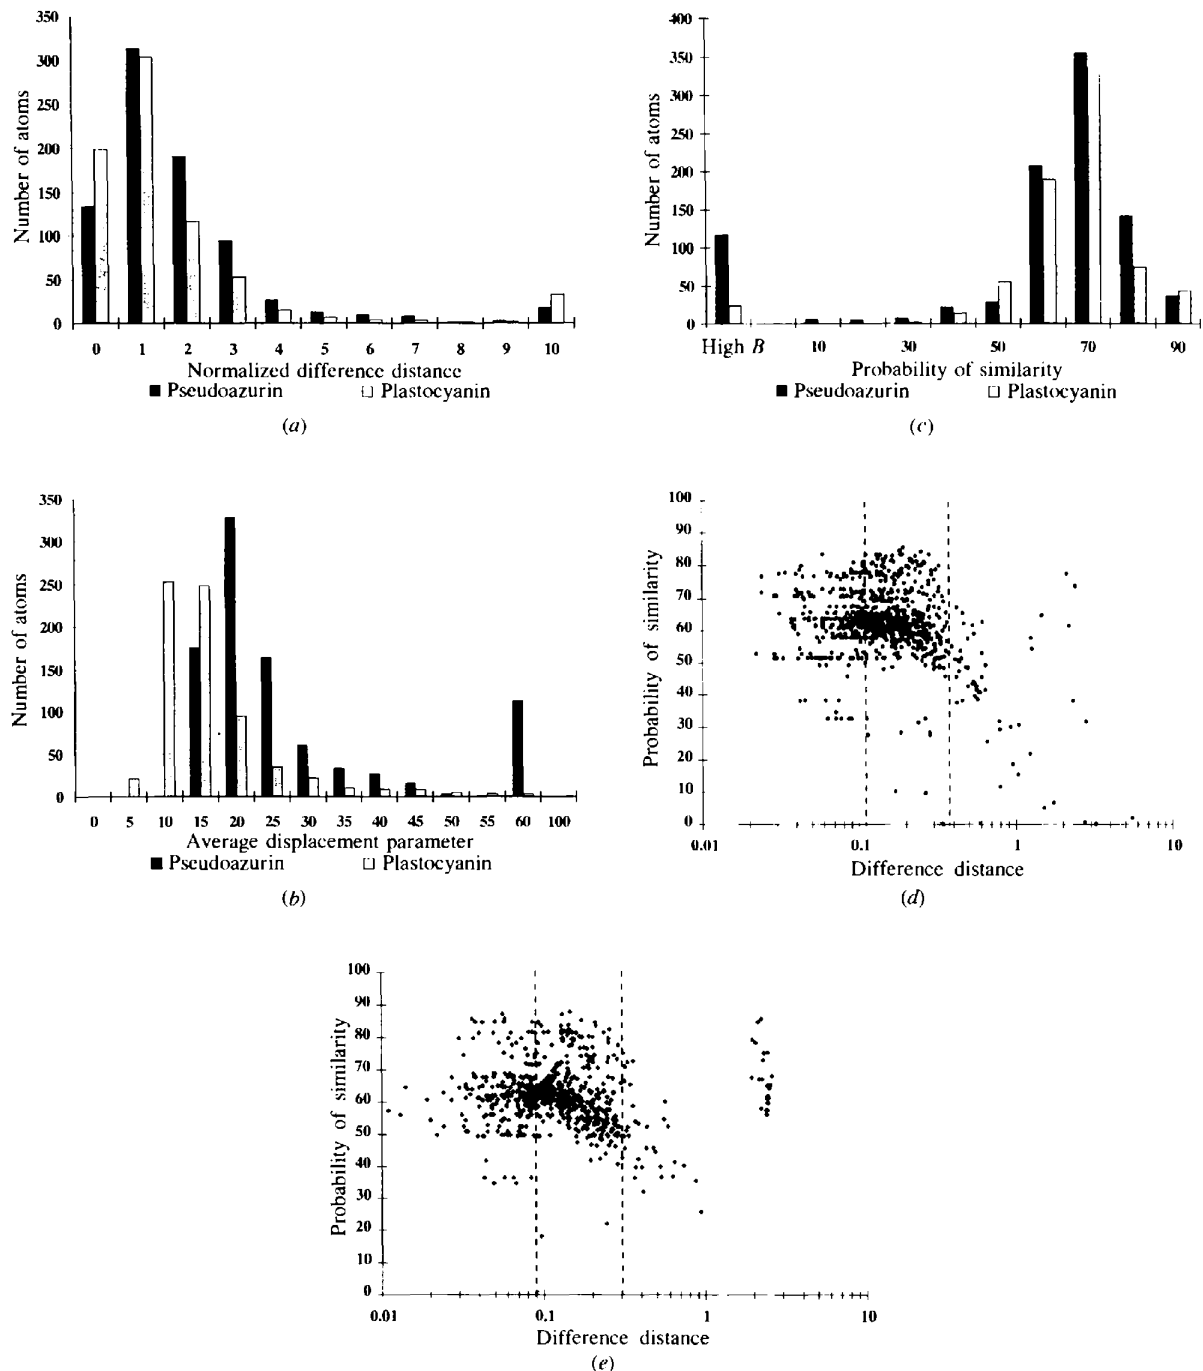 350
300
250
200
150
100
50
0
Number of atoms
0 1 2 3 4 5 6 7 8 9 10
Normalized difference distance
Pseudoazurin Plastocyanin
(a)
400
350
300
250
200
150
100
50
0
Number of atoms
High B 10 30 50 70 90
Probability of similarity
Pseudoazurin Plastocyanin
(c)
350
300
250
200
150
100
50
0
Number of atoms
0 5 10 15 20 25 30 35 40 45 50 55 60 100
Average displacement parameter
Pseudoazurin Plastocyanin
(b)
100
90
80
70
60
50
40
30
20
10
0
Probability of similarity
0.01 0.1 1 10
Difference distance
(d)
100
90
80
70
60
50
40
30
20
10
0
Probability of similarity
0.01 0.1 1 10
Difference distance
(e)